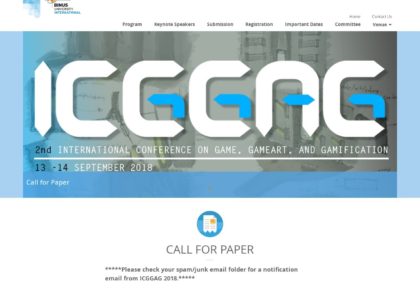 BINUS
UNIVERSITY
INTERNATIONAL
Home Contact Us
Program Keynote Speakers Submission Registration Important Dates Committee Venue
ICGGAG
2nd INTERNATIONAL CONFERENCE ON GAME, GAMEART, AND GAMIFICATION
13 -14 SEPTEMBER 2018
Call for Paper
CALL FOR PAPER
*****Please check your spam/junk email folder for a notification
email from ICGGAG 2018.*****